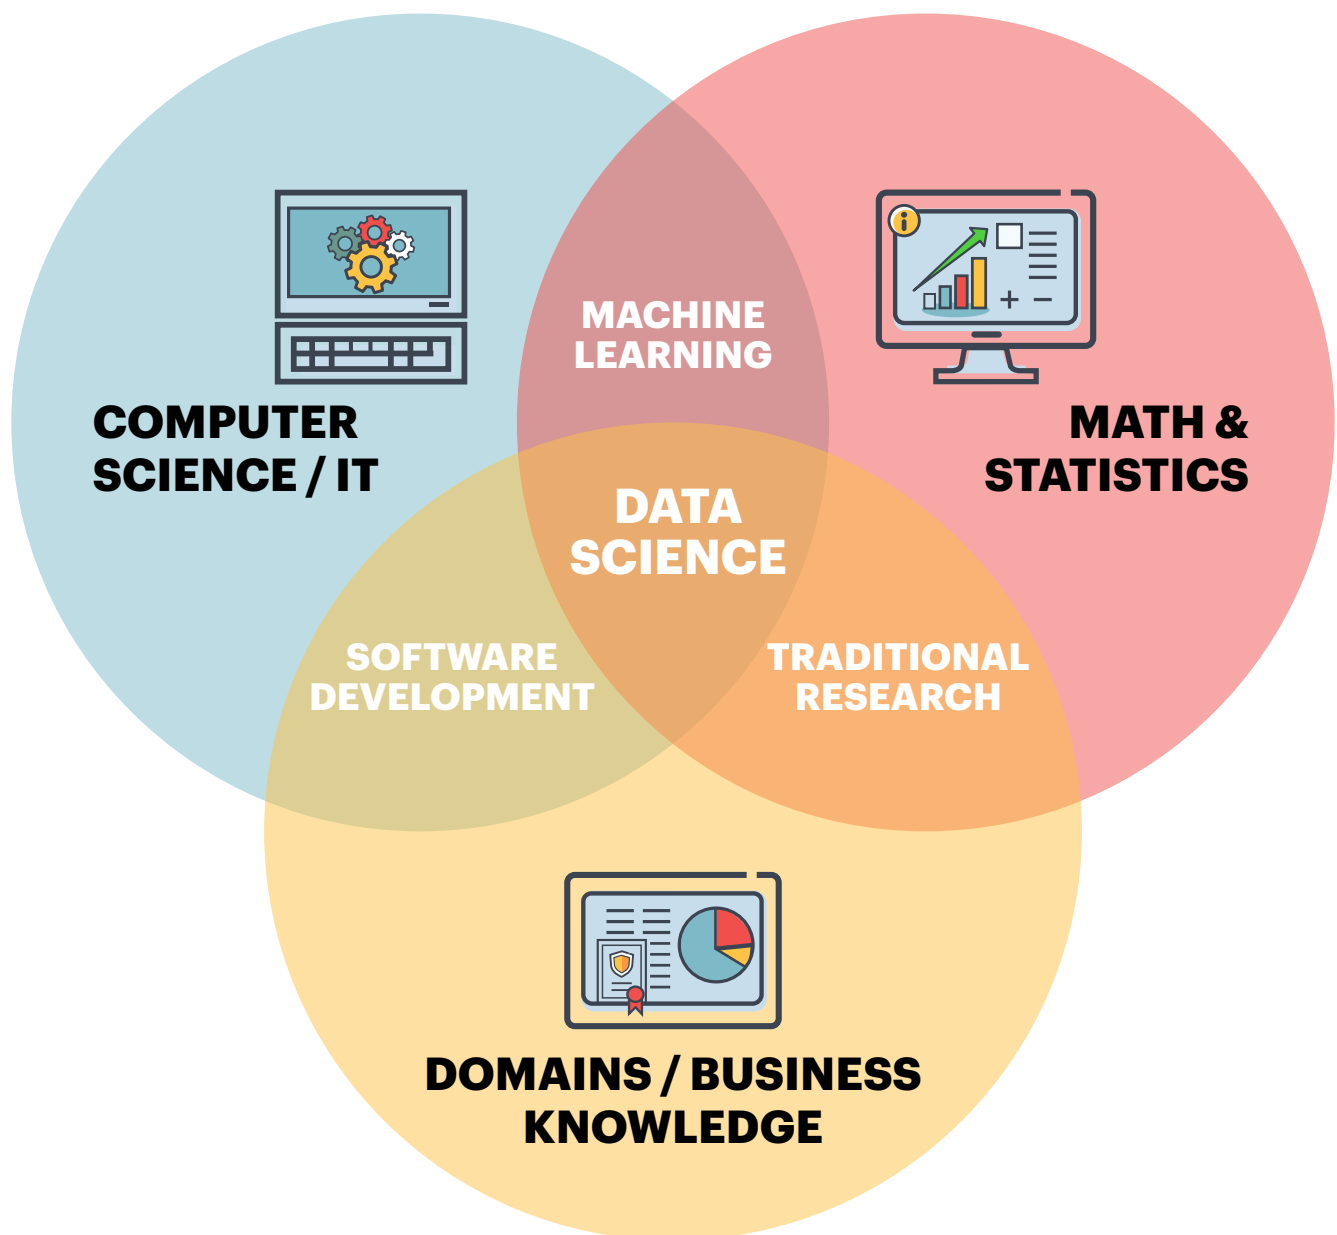 MACHINE
LEARNING
COMPUTER
SCIENCE / IT
MATH &
STATISTICS
DATA
SCIENCE
SOFTWARE
DEVELOPMENT
TRADITIONAL
RESEARCH
DOMAINS / BUSINESS
KNOWLEDGE